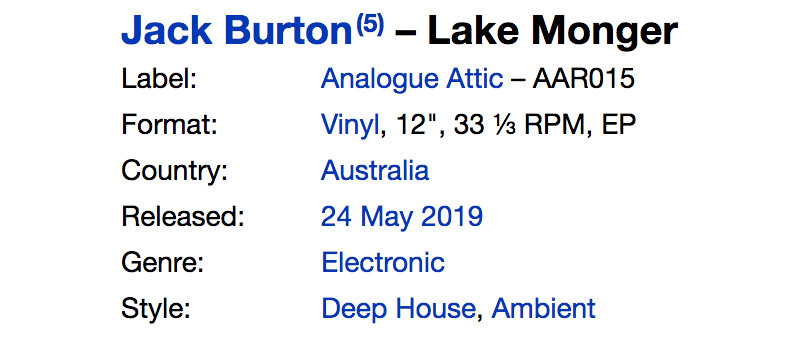 Jack Burton(5) – Lake Monger
Label: Analogue Attic – AAR015
Format: Vinyl, 12", 33 ⅓ RPM, EP
Country: Australia
Released: 24 May 2019
Genre: Electronic
Style: Deep House, Ambient